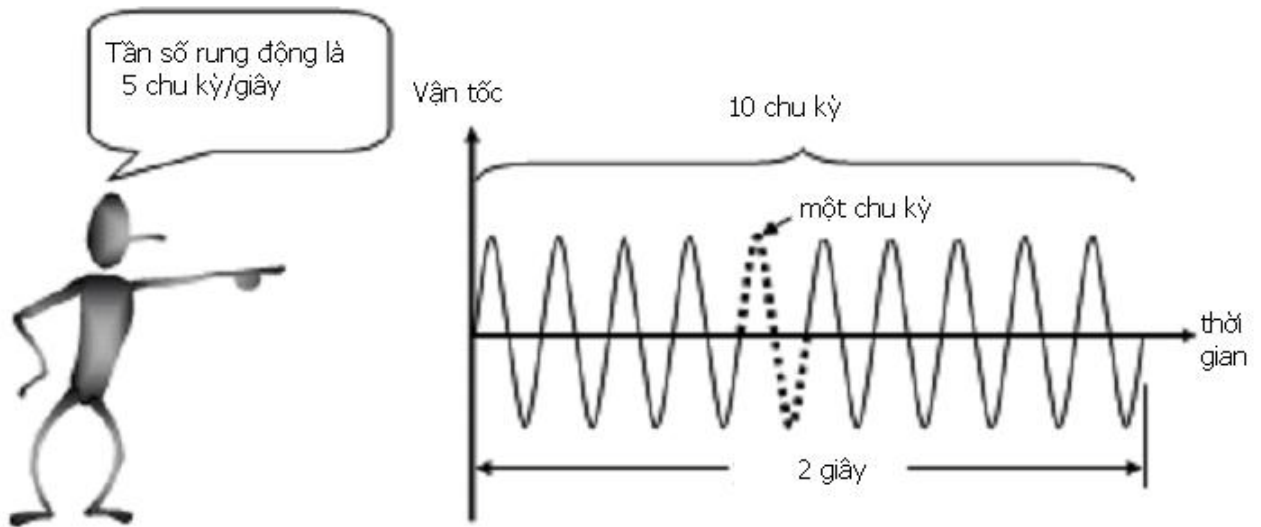 Tần số rung động là
5 chu kỳ/giây
Vận tốc
10 chu kỳ
một chu kỳ
thời
gian
2 giây